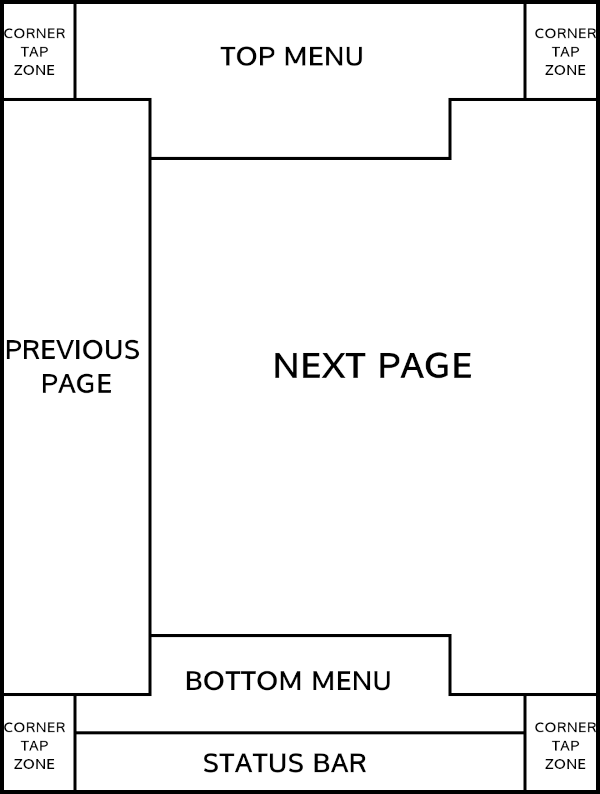 CORNER
TAP
ZONE
TOP MENU
CORNER
TAP
ZONE
PREVIOUS
PAGE
NEXT PAGE
BOTTOM MENU
CORNER
TAP
ZONE
STATUS BAR
CORNER
TAP
ZONE